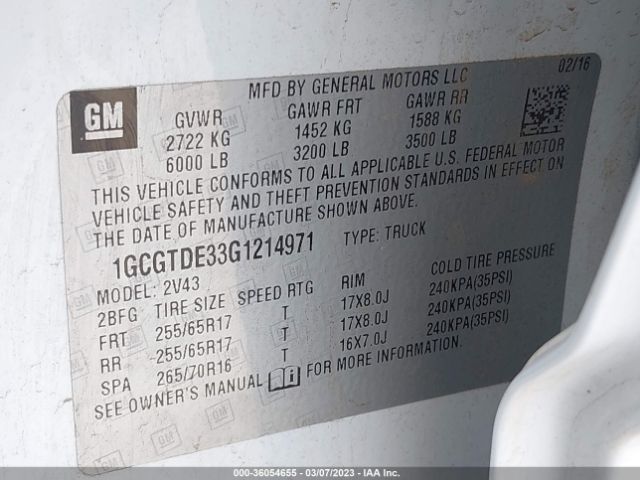 MFD BY GENERAL MOTORS LLC 02/16
GM
GVWR GAWR FRT GAWR RR
2722 KG 1452 KG 1588 KG
6000 LB 3200 LB 3500 LB
THIS VEHICLE CONFORMS TO ALL APPLICABLE U.S. FEDERAL MOTOR
VEHICLE SAFETY AND THEFT PREVENTION STANDARDS IN EFFECT ON
THE DATE OF MANUFACTURE SHOWN ABOVE.
1GCGTDE33G1214971 TYPE: TRUCK
MODEL: 2V43
2BFG TIRE SIZE SPEED RTG RIM COLD TIRE PRESSURE
FRT 255/65R17 T 17X8.0J 240KPA(35PSI)
RR 255/65R17 T 17X8.0J 240KPA(35PSI)
SPA 265/70R16 T 16X7.0J 240KPA(35PSI)
SEE OWNER'S MANUAL i FOR MORE INFORMATION.
000-36054655 - 03/07/2023 - IAA Inc.